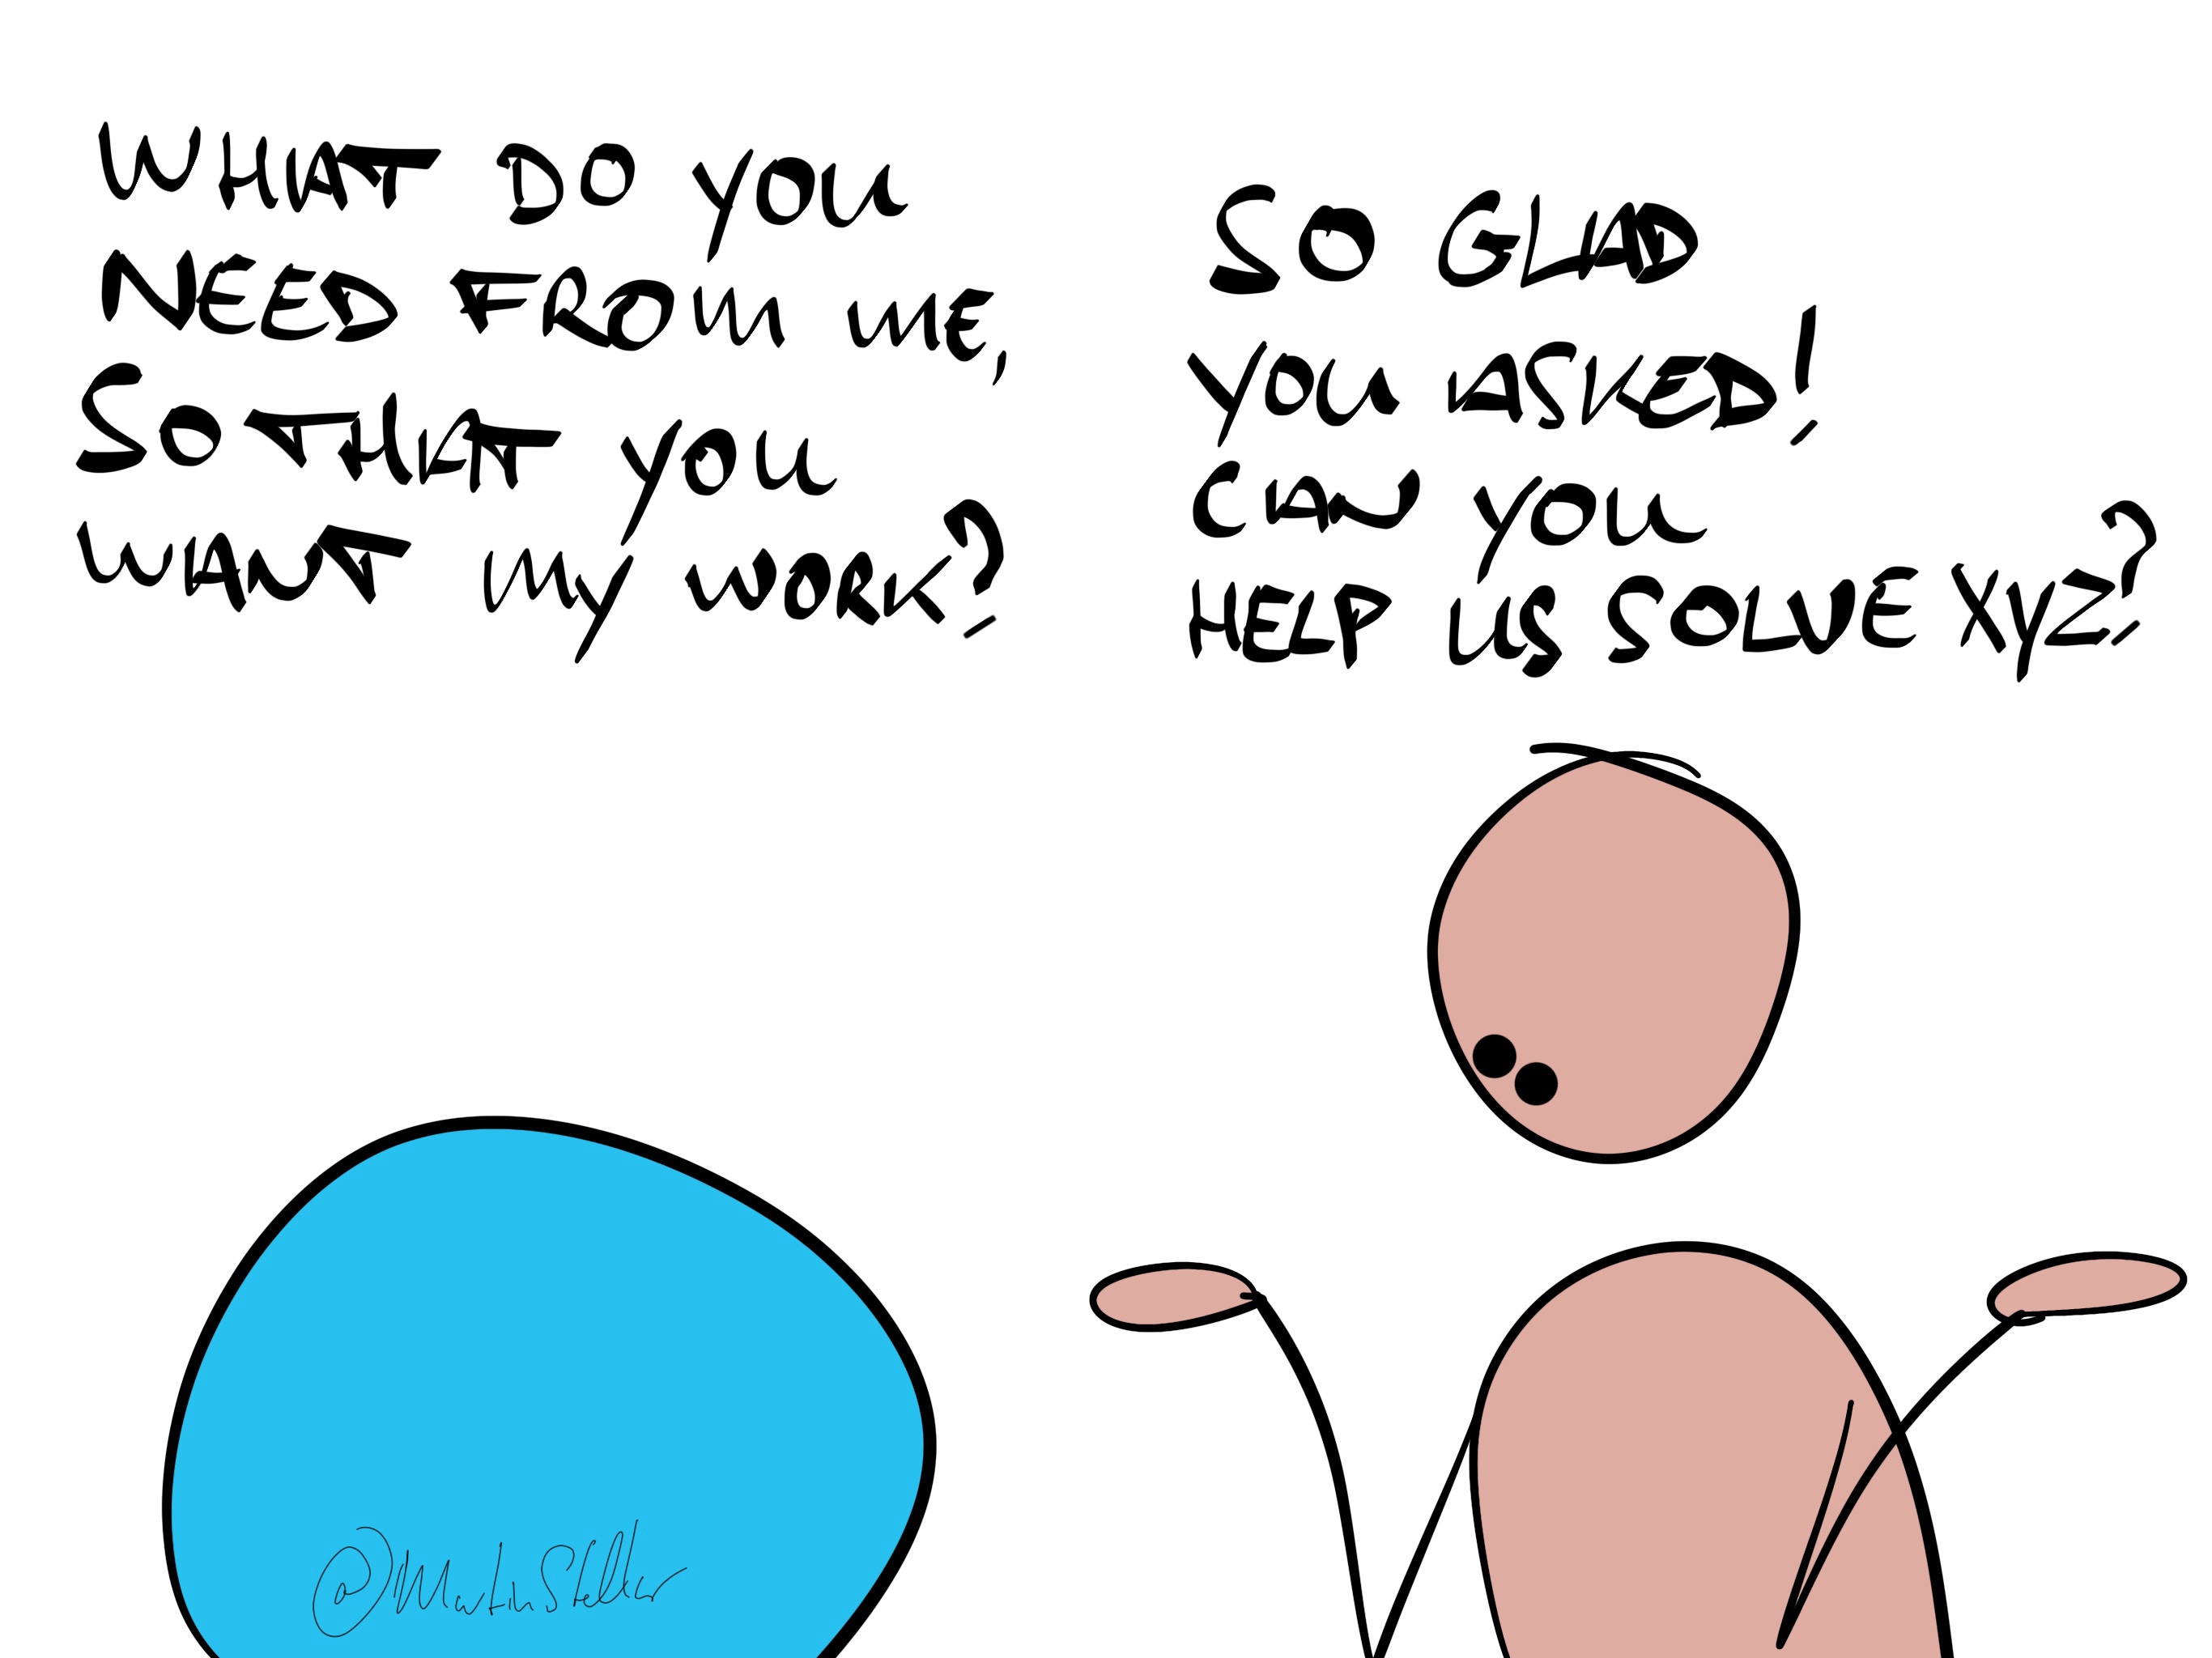 WHAT DO YOU
NEED FROM ME,
SO THAT YOU
WANT MY WORK?
SO GLAD
YOU ASKED!
CAN YOU
HELP US SOLVE XYZ?
@MartinStellar